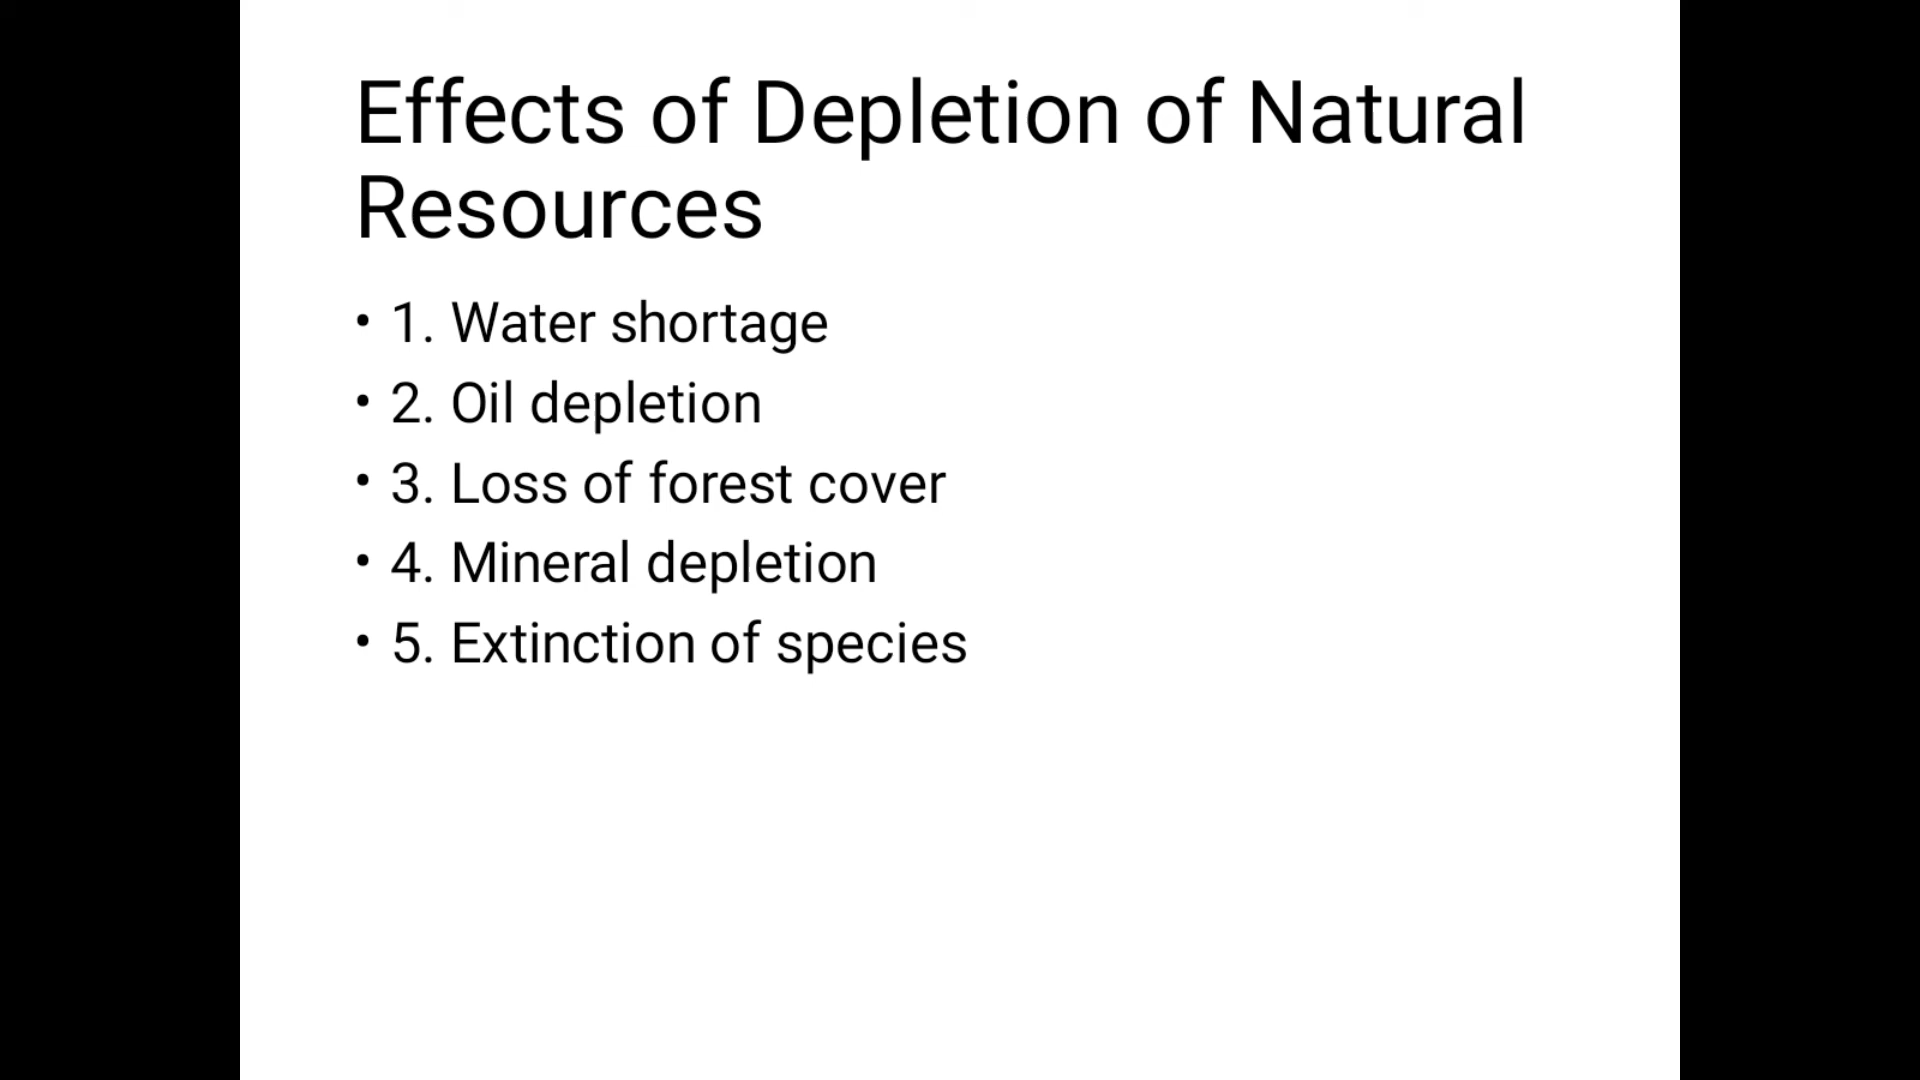 Effects of Depletion of Natural
Resources
• 1. Water shortage
• 2. Oil depletion
• 3. Loss of forest cover
• 4. Mineral depletion
• 5. Extinction of species